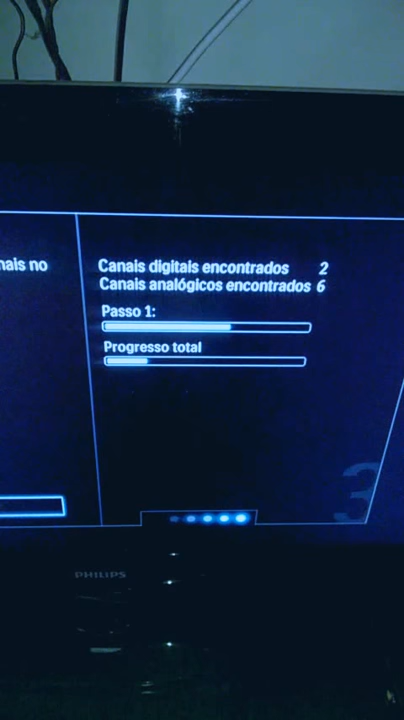 nais no
Canais digitais encontrados 2
Canais analógicos encontrados 6
Passo 1:
Progresso total
3
PHILIPS